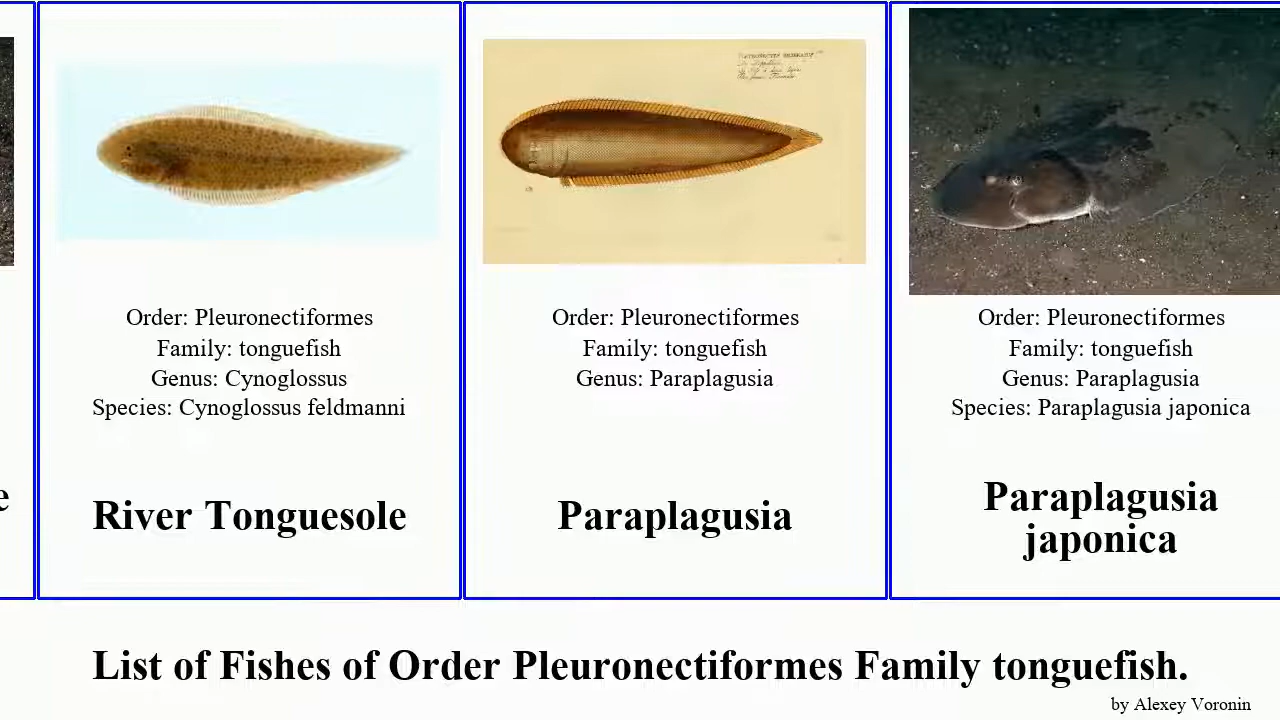 Order: Pleuronectiformes
Family: tonguefish
Genus: Cynoglossus
Species: Cynoglossus feldmanni
River Tonguesole
Order: Pleuronectiformes
Family: tonguefish
Genus: Paraplagusia
Paraplagusia
Order: Pleuronectiformes
Family: tonguefish
Genus: Paraplagusia
Species: Paraplagusia japonica
Paraplagusia
japonica
e
List of Fishes of Order Pleuronectiformes Family tonguefish.
by Alexey Voronin